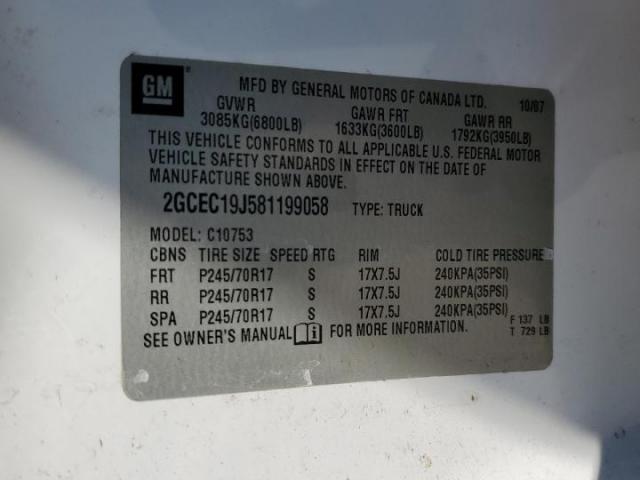 GM
MFD BY GENERAL MOTORS OF CANADA LTD. 10/07
GVWR GAWR FRT GAWR RR
3085KG(6800LB) 1633KG(3600LB) 1792KG(3950LB)
THIS VEHICLE CONFORMS TO ALL APPLICABLE U.S. FEDERAL MOTOR
VEHICLE SAFETY STANDARDS IN EFFECT ON THE DATE OF
MANUFACTURE SHOWN ABOVE.
2GCEC19J581199058 TYPE: TRUCK
MODEL: C10753
CBNS TIRE SIZE SPEED RTG RIM COLD TIRE PRESSURE
FRT P245/70R17 S 17X7.5J 240KPA(35PSI)
RR P245/70R17 S 17X7.5J 240KPA(35PSI)
SPA P245/70R17 S 17X7.5J 240KPA(35PSI)
F 137 LB
SEE OWNER'S MANUAL FOR MORE INFORMATION. T 729 LB